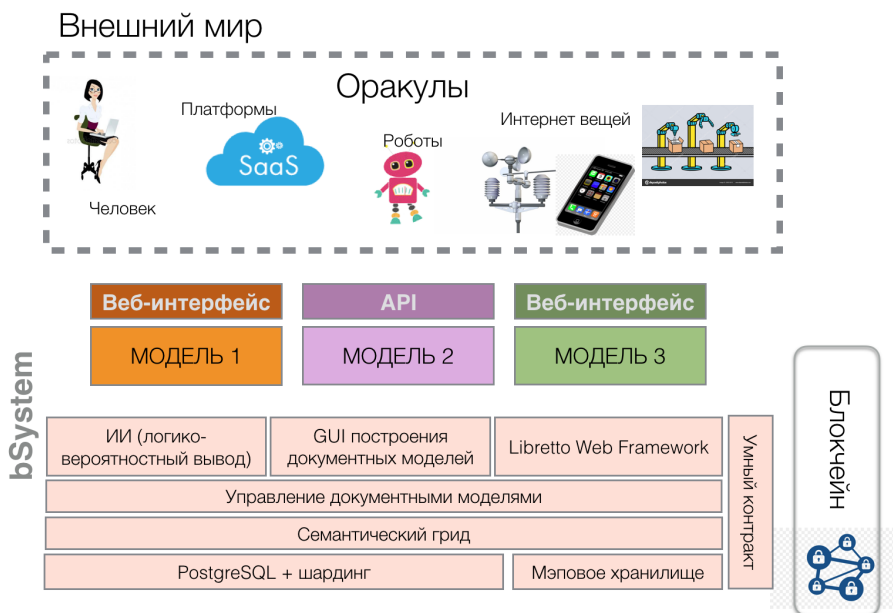 Внешний мир
Оракулы
Платформы
SaaS
Роботы
Интернет вещей
Человек
Веб-интерфейс
МОДЕЛЬ 1
API
МОДЕЛЬ 2
Веб-интерфейс
МОДЕЛЬ 3
bSystem
ИИ (логико-
вероятностный вывод)
GUI построения
документных моделей
Libretto Web Framework
Управление документными моделями
Семантический грид
PostgreSQL + шардинг
Мэповое хранилище
Умный контракт
Блокчейн